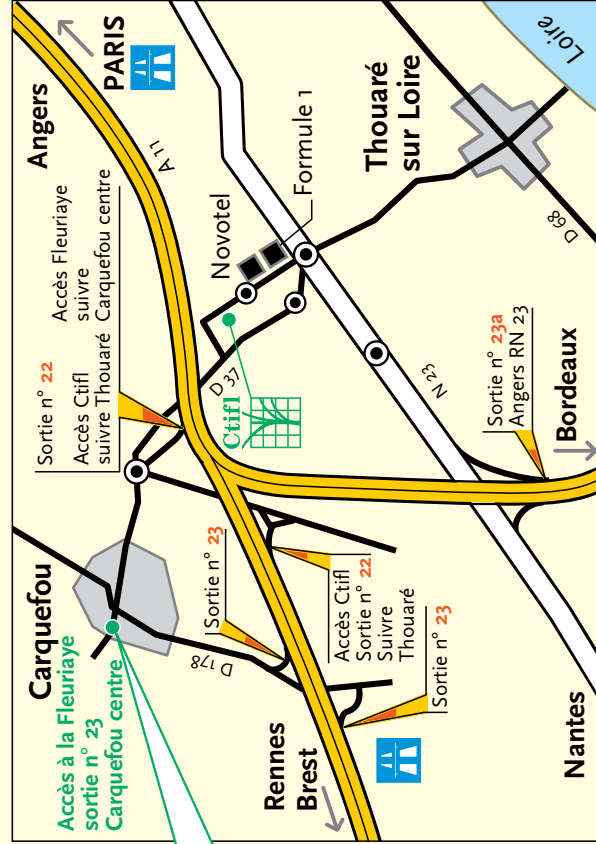 Accès à la Fleuriaye
sortie n° 23
Carquefou centre
Carquefou
Sortie n° 22
Accès Ctifl
suivre Thouaré
Accès Fleuriaye
suivre
Carquefou centre
Angers
PARIS
A 11
Loire
Thouaré
sur Loire
D 68
Novotel
Formule 1
D 37
Ctifl
N 23
Sortie n° 23a
Angers RN 23
Bordeaux
D 178
Sortie n° 23
Accès Ctifl
Sortie n° 22
Suivre
Thouaré
Sortie n° 23
Rennes
Brest
Nantes